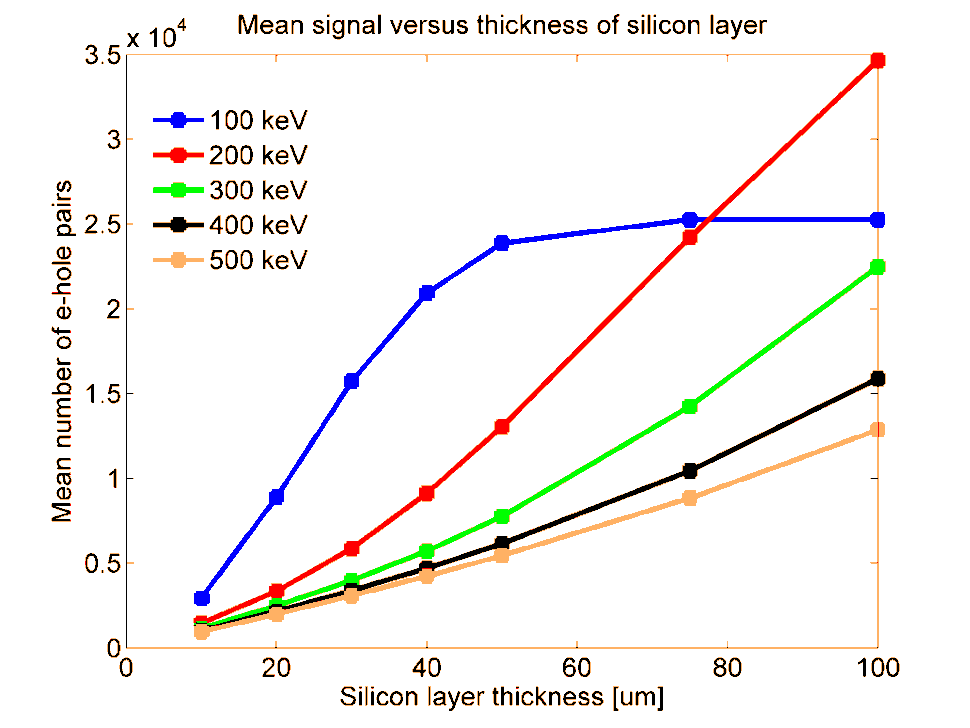 Mean signal versus thickness of silicon layer
x 10^4
3.5
3
2.5
2
1.5
1
0.5
0
100 keV
200 keV
300 keV
400 keV
500 keV
Mean number of e-hole pairs
0 20 40 60 80 100
Silicon layer thickness [um]